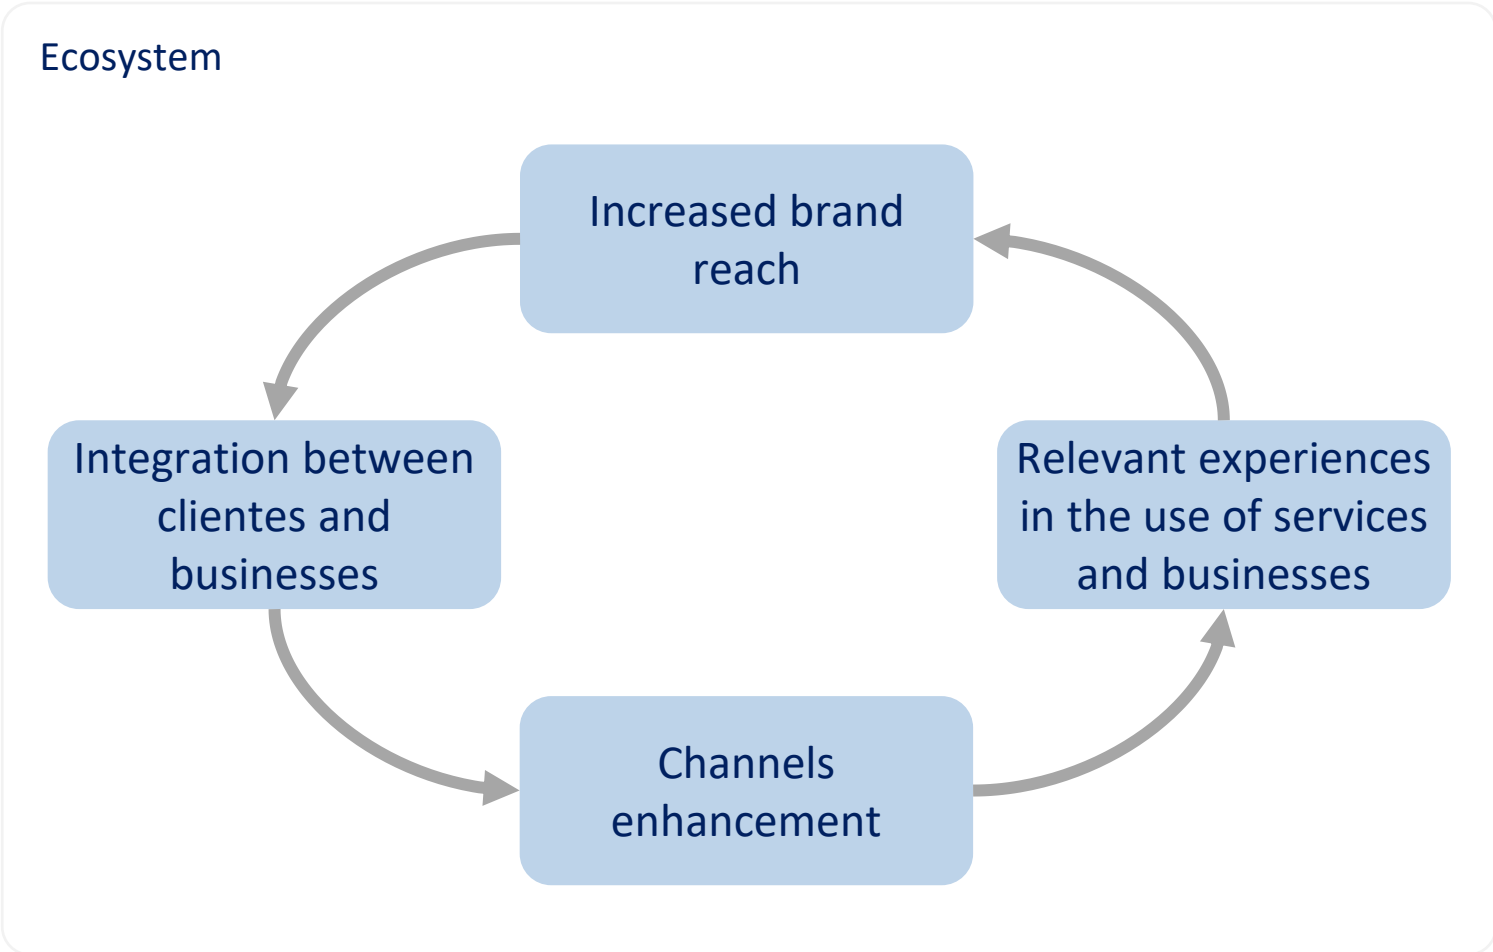 Ecosystem
Increased brand
reach
Integration between
clientes and
businesses
Relevant experiences
in the use of services
and businesses
Channels
enhancement